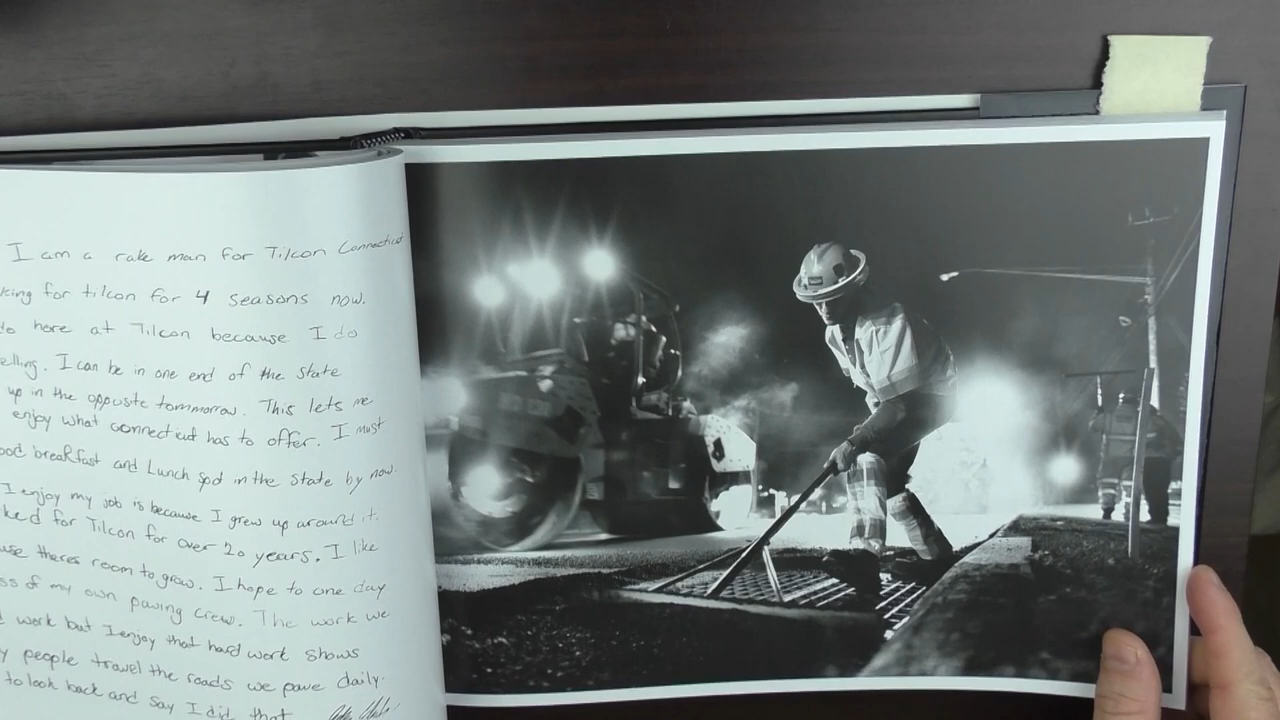 I am a rake man for Tilcon Connecticut
king for tilcon for 4 seasons now.
do here at Tilcon because I do
elling. I can be in one end of the state
up in the opposite tommorrow. This lets me
enjoy what connecticut has to offer. I must
ood breakfast and Lunch spot in the state by now.
I enjoy my job is because I grew up around it.
ked for Tilcon for over 20 years. I like
use theres room to grow. I hope to one day
ss of my own paving crew. The work we
d work but I enjoy that hard work shows
y people travel the roads we pave daily.
to look back and say I did that